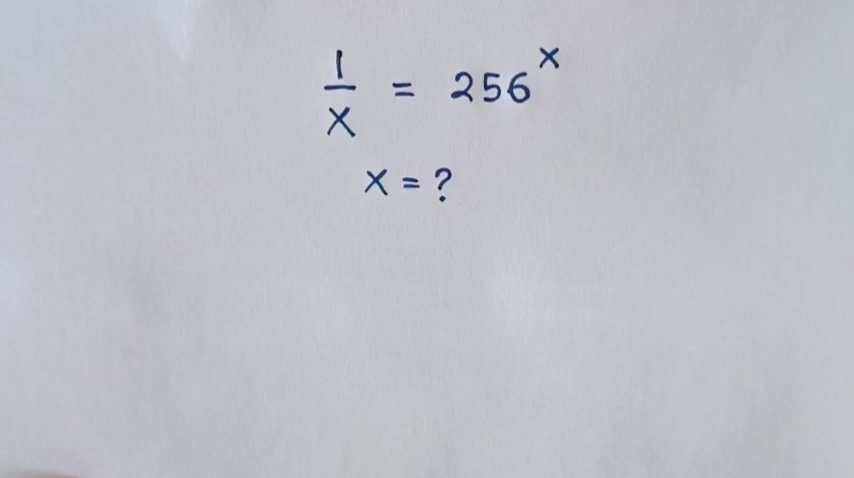 1/x = 256^x
x = ?